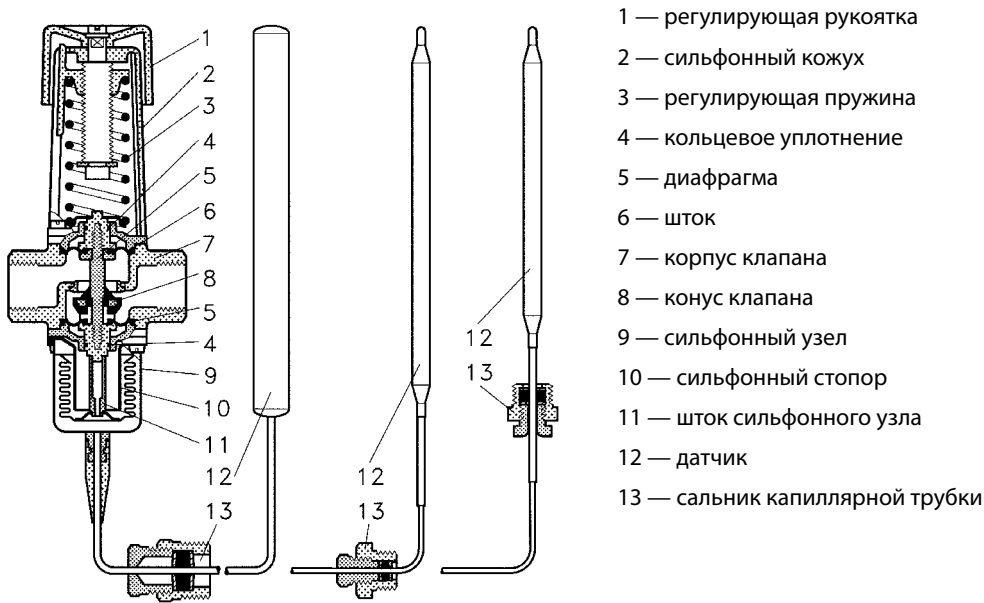 1 — регулирующая рукоятка
2 — сильфонный кожух
3 — регулирующая пружина
4 — кольцевое уплотнение
5 — диафрагма
6 — шток
7 — корпус клапана
8 — конус клапана
9 — сильфонный узел
10 — сильфонный стопор
11 — шток сильфонного узла
12 — датчик
13 — сальник капиллярной трубки
1
2
3
4
5
6
7
8
5
4
9
10
11
12
13
12
13
12
13